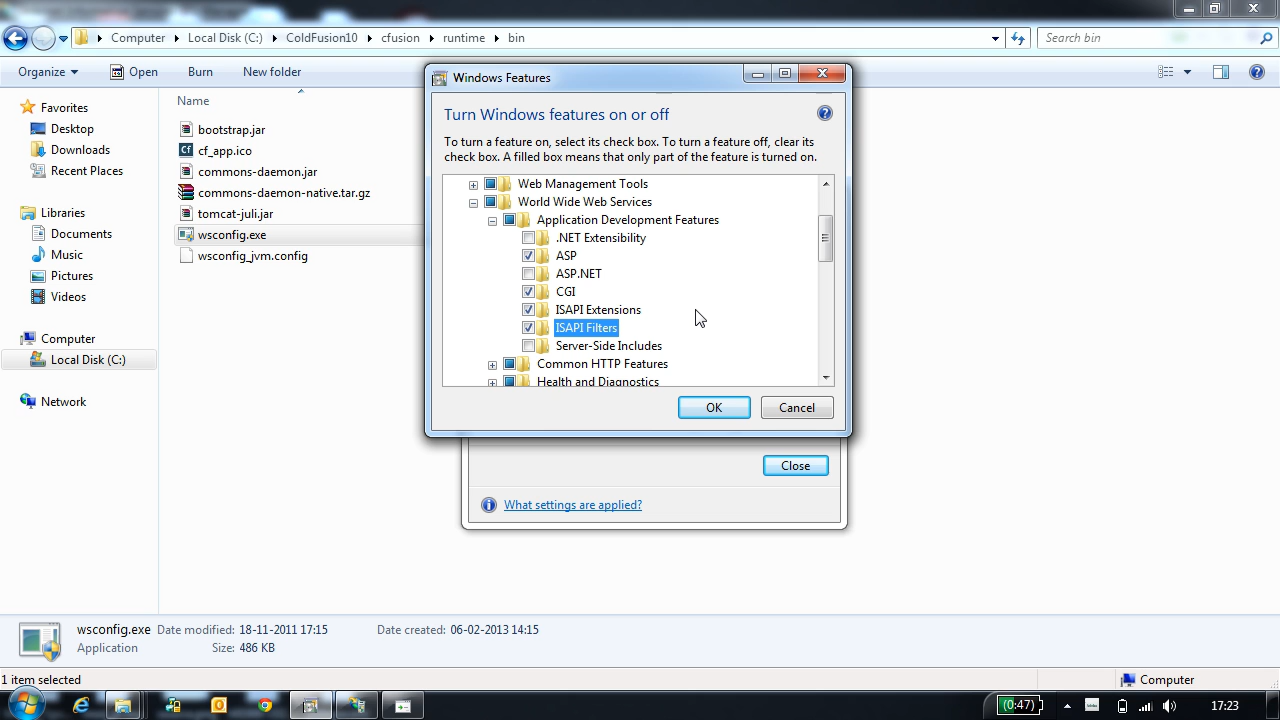 Computer ▸ Local Disk (C:) ▸ ColdFusion10 ▸ cfusion ▸ runtime ▸ bin
Search bin
Organize Open Burn New folder
Favorites
Desktop
Downloads
Recent Places
Libraries
Documents
Music
Pictures
Videos
Computer
Local Disk (C:)
Network
Name
bootstrap.jar
cf_app.ico
commons-daemon.jar
commons-daemon-native.tar.gz
tomcat-juli.jar
wsconfig.exe
wsconfig_jvm.config
Windows Features
Turn Windows features on or off
To turn a feature on, select its check box. To turn a feature off, clear its
check box. A filled box means that only part of the feature is turned on.
Web Management Tools
World Wide Web Services
Application Development Features
.NET Extensibility
ASP
ASP.NET
CGI
ISAPI Extensions
ISAPI Filters
Server-Side Includes
Common HTTP Features
Health and Diagnostics
OK Cancel
Close
What settings are applied?
wsconfig.exe Date modified: 18-11-2011 17:15 Date created: 06-02-2013 14:15
Application Size: 486 KB
1 item selected Computer
(0:47) 17:23